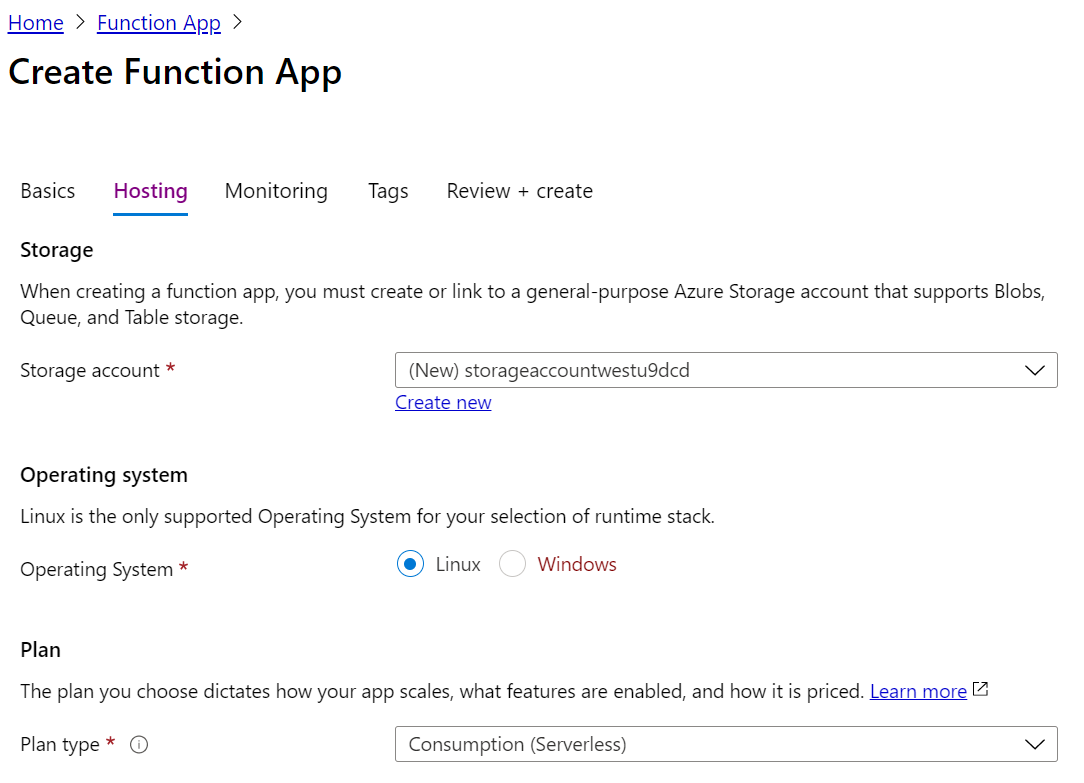 Home > Function App >
Create Function App
Basics Hosting Monitoring Tags Review + create
Storage
When creating a function app, you must create or link to a general-purpose Azure Storage account that supports Blobs,
Queue, and Table storage.
Storage account * (New) storageaccountwestu9dcd
Create new
Operating system
Linux is the only supported Operating System for your selection of runtime stack.
Operating System * Linux Windows
Plan
The plan you choose dictates how your app scales, what features are enabled, and how it is priced. Learn more
Plan type * Consumption (Serverless)